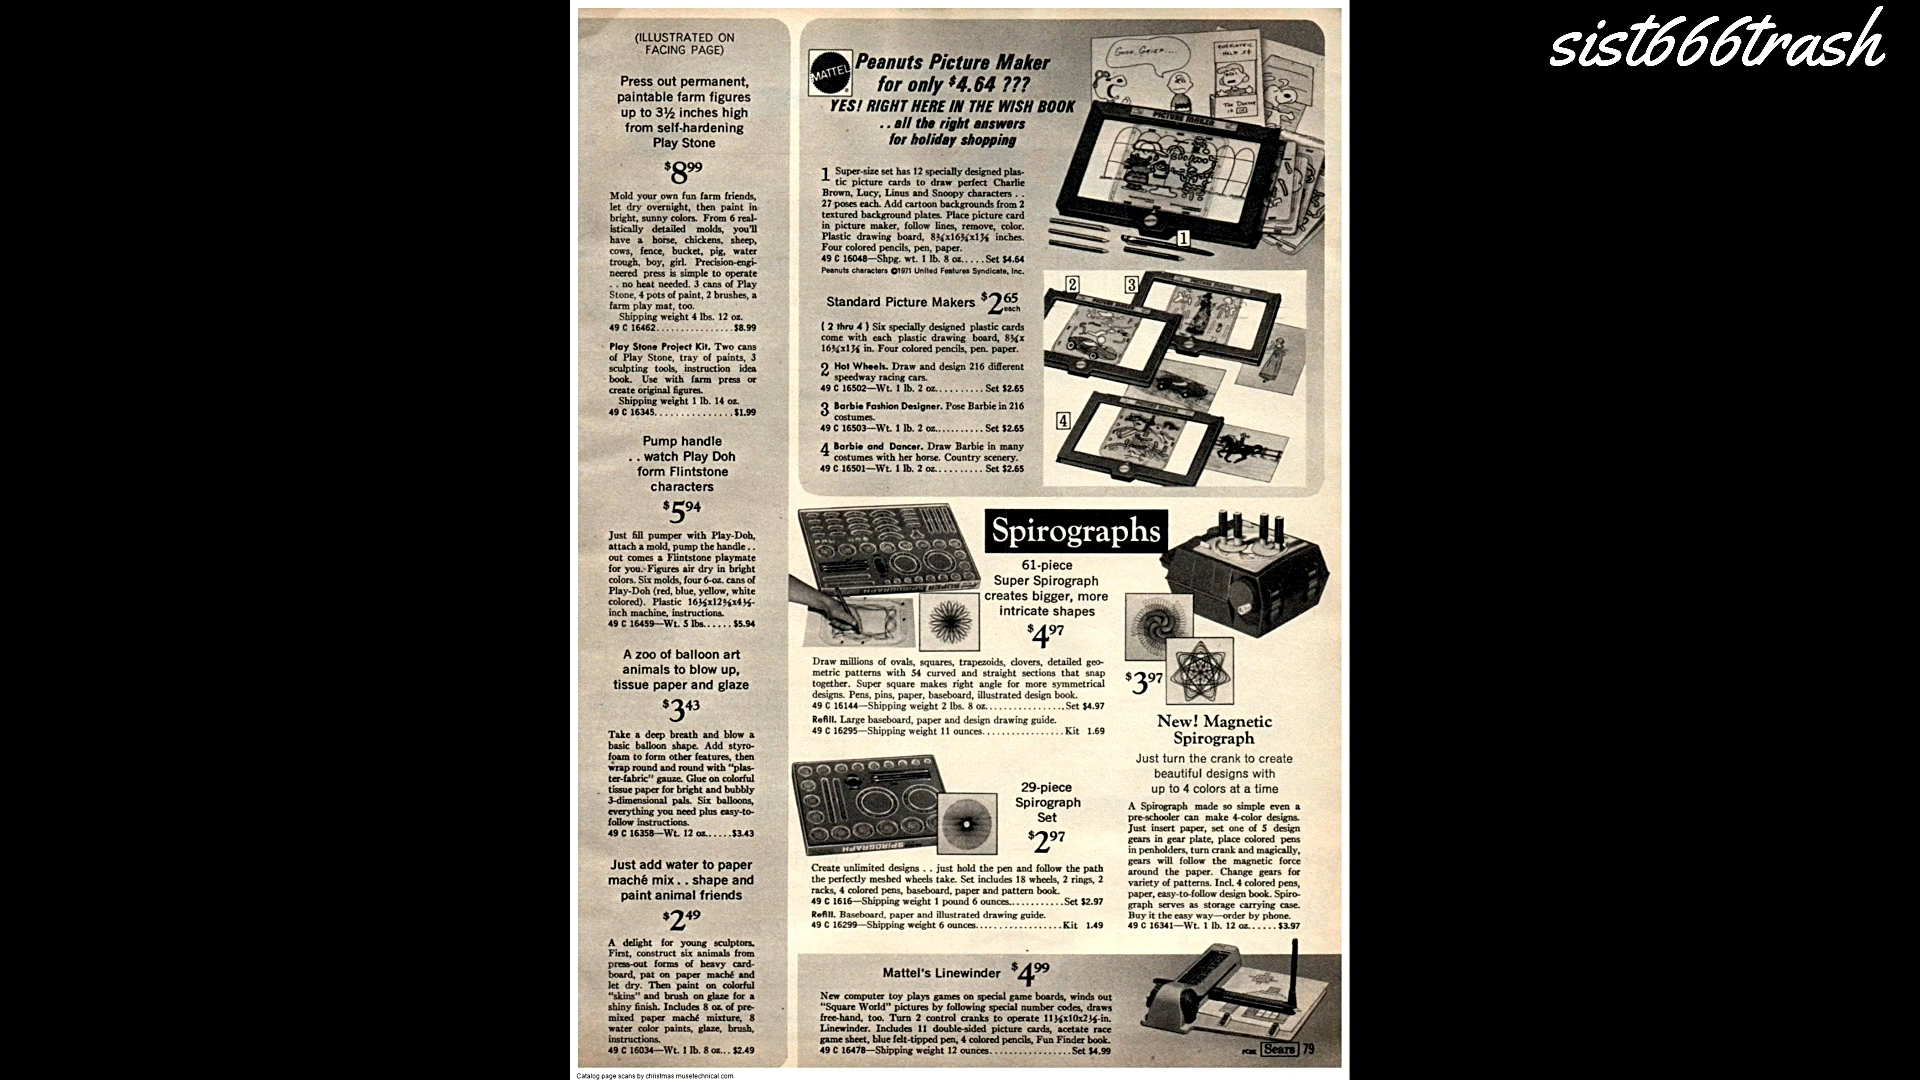 sist666trash
(ILLUSTRATED ON
FACING PAGE)
Press out permanent,
paintable farm figures
up to 3½ inches high
from self-hardening
Play Stone
$8.99
Mold your own fun farm friends,
let dry overnight, then paint in
bright, sunny colors. From 6 real-
istically detailed molds, you'll
have a horse, chickens, sheep,
cows, fence, bucket, pig, water
trough, boy, girl. Precision-engi-
neered press is simple to operate
. . no heat needed. 3 cans of Play
Stone, 4 pots of paint, 2 brushes, a
farm play mat, too.
Shipping weight 4 lbs. 12 oz.
49 C 16462...............$8.99
Play Stone Project Kit. Two cans
of Play Stone, tray of paints, 3
sculpting tools, instruction idea
book. Use with farm press or
create original figures.
Shipping weight 1 lb. 14 oz.
49 C 16345...............$1.99
Pump handle
. . watch Play Doh
form Flintstone
characters
$5.94
Just fill pumper with Play-Doh,
attach a mold, pump the handle . .
out comes a Flintstone playmate
for you. Figures air dry in bright
colors. Six molds, four 6-oz. cans of
Play-Doh (red, blue, yellow, white
colored). Plastic
inch machine, instructions.
49 C 16459—Wt. 5 lbs......$5.94
A zoo of balloon art
animals to blow up,
tissue paper and glaze
$3.43
Take a deep breath and blow a
basic balloon shape. Add styro-
foam to form other features, then
wrap round and round with "plas-
ter-fabric" gauze. Glue on colorful
tissue paper for bright and bubbly
3-dimensional pals. Six balloons,
everything you need plus easy-to-
follow instructions.
49 C 16358—Wt. 12 oz......$3.43
Just add water to paper
maché mix . . shape and
paint animal friends
$2.49
A delight for young sculptors.
First, construct six animals from
press-out forms of heavy card-
board, pat on paper maché and
let dry. Then paint on colorful
"skins" and brush on glaze for a
shiny finish. Includes 8 oz. of pre-
mixed paper maché mixture, 8
water color paints, glaze, brush,
instructions.
49 C 16034—Wt. 1 lb. 8 oz... $2.49
MATTEL
Peanuts Picture Maker
for only $4.64 ???
YES! RIGHT HERE IN THE WISH BOOK
. . all the right answers
for holiday shopping
1 Super-size set has 12 specially designed plas-
tic picture cards to draw perfect Charlie
Brown, Lucy, Linus and Snoopy characters . .
27 poses each. Add cartoon backgrounds from 2
textured background plates. Place picture card
in picture maker, follow lines, remove, color.
Plastic drawing board, inches.
Four colored pencils, pen, paper.
49 C 16048—Shpg. wt. 1 lb. 8 oz.....Set $4.64
Peanuts characters ©1971 United Features Syndicate, Inc.
GOOD GRIEF...
PICTURE MAKER
1
Standard Picture Makers $2.65 each
( 2 thru 4 ) Six specially designed plastic cards
come with each plastic drawing board,
in. Four colored pencils, pen, paper.
2 Hot Wheels. Draw and design 216 different
speedway racing cars.
49 C 16502—Wt. 1 lb. 2 oz.......... Set $2.65
3 Barbie Fashion Designer. Pose Barbie in 216
costumes.
49 C 16503—Wt. 1 lb. 2 oz.......... Set $2.65
4 Barbie and Dancer. Draw Barbie in many
costumes with her horse. Country scenery.
49 C 16501—Wt. 1 lb. 2 oz.......... Set $2.65
2
3
4
Spirographs
61-piece
Super Spirograph
creates bigger, more
intricate shapes
$4.97
Draw millions of ovals, squares, trapezoids, clovers, detailed geo-
metric patterns with 54 curved and straight sections that snap
together. Super square makes right angle for more symmetrical
designs. Pens, pins, paper, baseboard, illustrated design book.
49 C 16144—Shipping weight 2 lbs. 8 oz................Set $4.97
Refill. Large baseboard, paper and design drawing guide.
49 C 16295—Shipping weight 11 ounces.................Kit 1.69
29-piece
Spirograph
Set
$2.97
SPIROGRAPH
Create unlimited designs . . just hold the pen and follow the path
the perfectly meshed wheels take. Set includes 18 wheels, 2 rings, 2
racks, 4 colored pens, baseboard, paper and pattern book.
49 C 1616—Shipping weight 1 pound 6 ounces............Set $2.97
Refill. Baseboard, paper and illustrated drawing guide.
49 C 16299—Shipping weight 6 ounces..................Kit 1.49
$3.97
New! Magnetic
Spirograph
Just turn the crank to create
beautiful designs with
up to 4 colors at a time
A Spirograph made so simple even a
pre-schooler can make 4-color designs.
Just insert paper, set one of 5 design
gears in gear plate, place colored pens
in penholders, turn crank and magically,
gears will follow the magnetic force
around the paper. Change gears for
variety of patterns. Incl. 4 colored pens,
paper, easy-to-follow design book. Spiro-
graph serves as storage carrying case.
Buy it the easy way—order by phone.
49 C 16341—Wt. 1 lb. 12 oz......$3.97
Mattel's Linewinder $4.99
New computer toy plays games on special game boards, winds out
"Square World" pictures by following special number codes, draws
free-hand, too. Turn 2 control cranks to operate
Linewinder. Includes 11 double-sided picture cards, acetate race
game sheet, blue felt-tipped pen, 4 colored pencils, Fun Finder book.
49 C 16478—Shipping weight 12 ounces.................Set $4.99
Sears 79
Catalog page scans by christmas.musetechnical.com